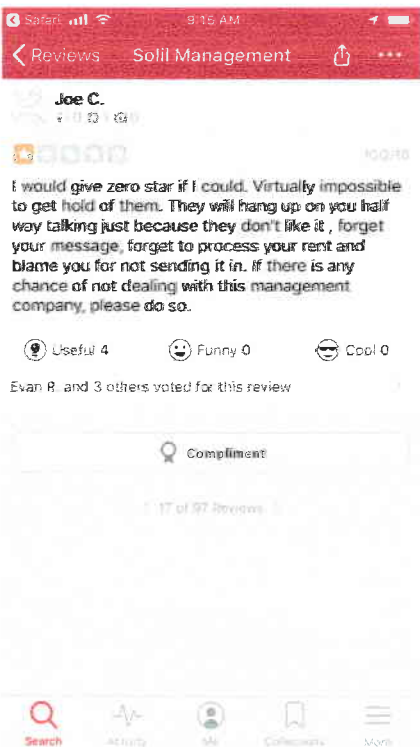 Safari 9:15 AM
Reviews Solil Management
Joe C.
I would give zero star if I could. Virtually impossible
to get hold of them. They will hang up on you half
way talking just because they don't like it , forget
your message, forget to process your rent and
blame you for not sending it in. If there is any
chance of not dealing with this management
company, please do so.
Useful 4 Funny 0 Cool 0
Evan R. and 3 others voted for this review
Compliment
17 of 97 Reviews
Search Activity Me Collections More